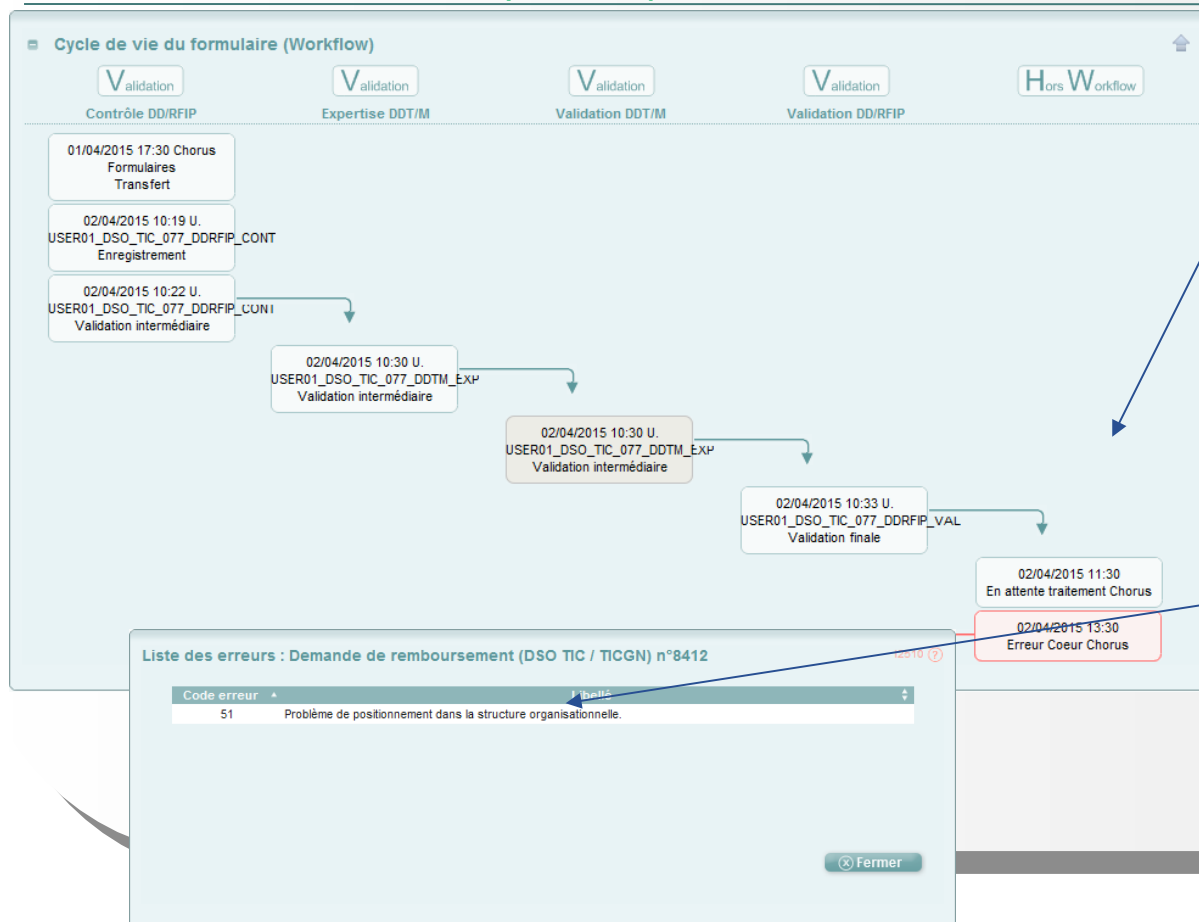 Cycle de vie du formulaire (Workflow)
Validation
Validation
Validation
Validation
Hors Workflow
Contrôle DD/RFIP
Expertise DDT/M
Validation DDT/M
Validation DD/RFIP
01/04/2015 17:30 Chorus
Formulaires
Transfert
02/04/2015 10:19 U.
USER01_DSO_TIC_077_DDRFIP_CONT
Enregistrement
02/04/2015 10:22 U.
USER01_DSO_TIC_077_DDRFIP_CONT
Validation intermédiaire
02/04/2015 10:30 U.
USER01_DSO_TIC_077_DDTM_EXP
Validation intermédiaire
02/04/2015 10:30 U.
USER01_DSO_TIC_077_DDTM_EXP
Validation intermédiaire
02/04/2015 10:33 U.
USER01_DSO_TIC_077_DDRFIP_VAL
Validation finale
02/04/2015 11:30
En attente traitement Chorus
02/04/2015 13:30
Erreur Coeur Chorus
Liste des erreurs : Demande de remboursement (DSO TIC / TICGN) n°8412
Code erreur
Libellé
51
Problème de positionnement dans la structure organisationnelle.
Fermer